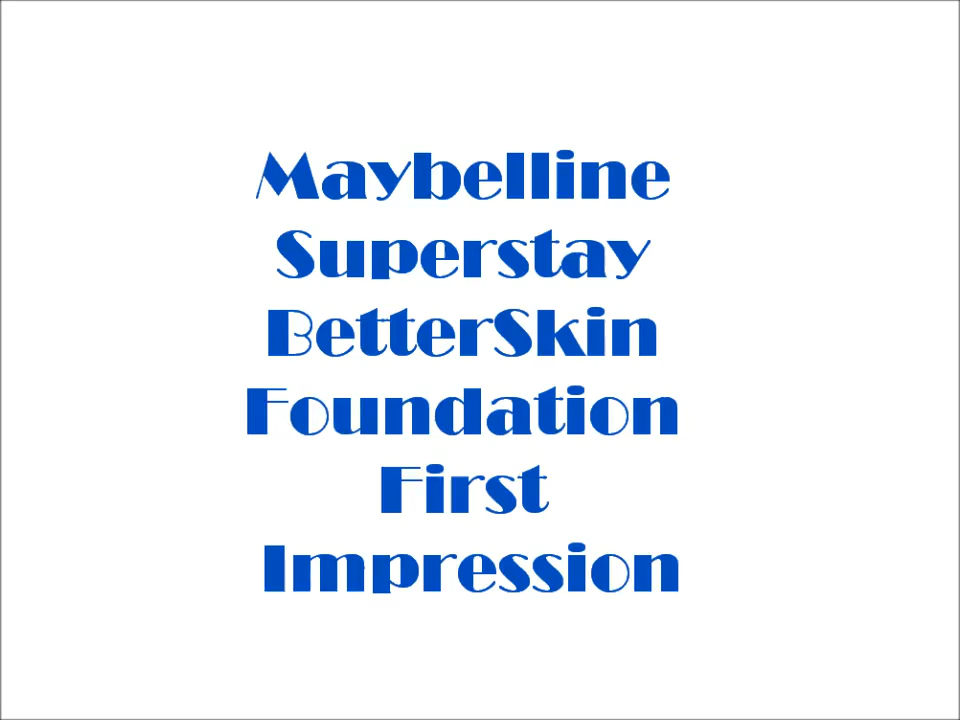 Maybelline
Superstay
BetterSkin
Foundation
First
Impression